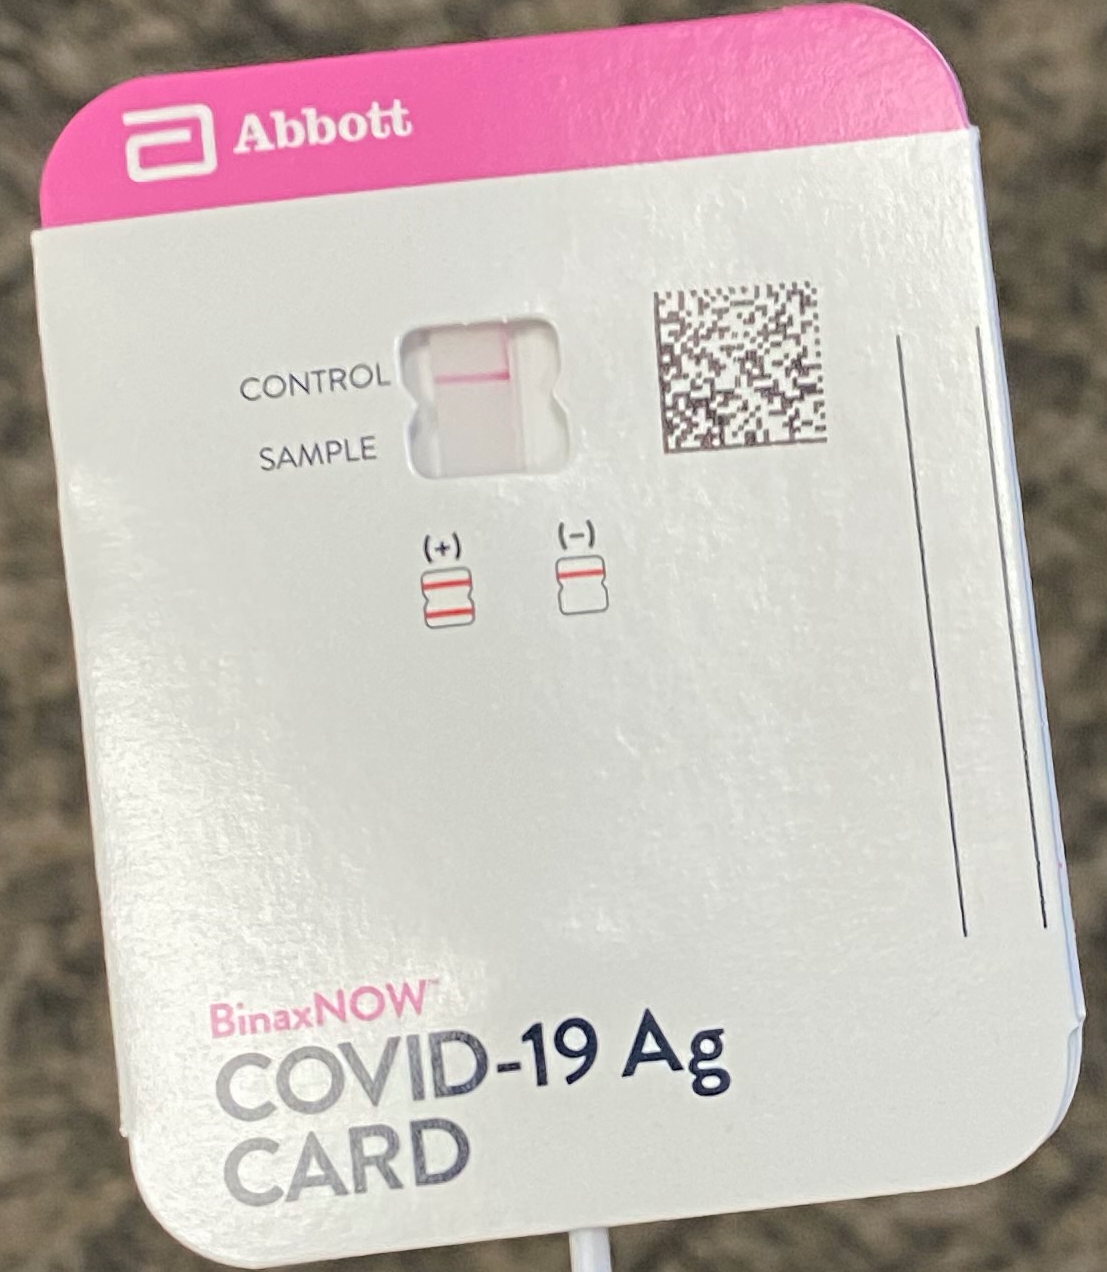 Abbott
CONTROL
SAMPLE
(+) (-)
BinaxNOW™
COVID-19 Ag
CARD